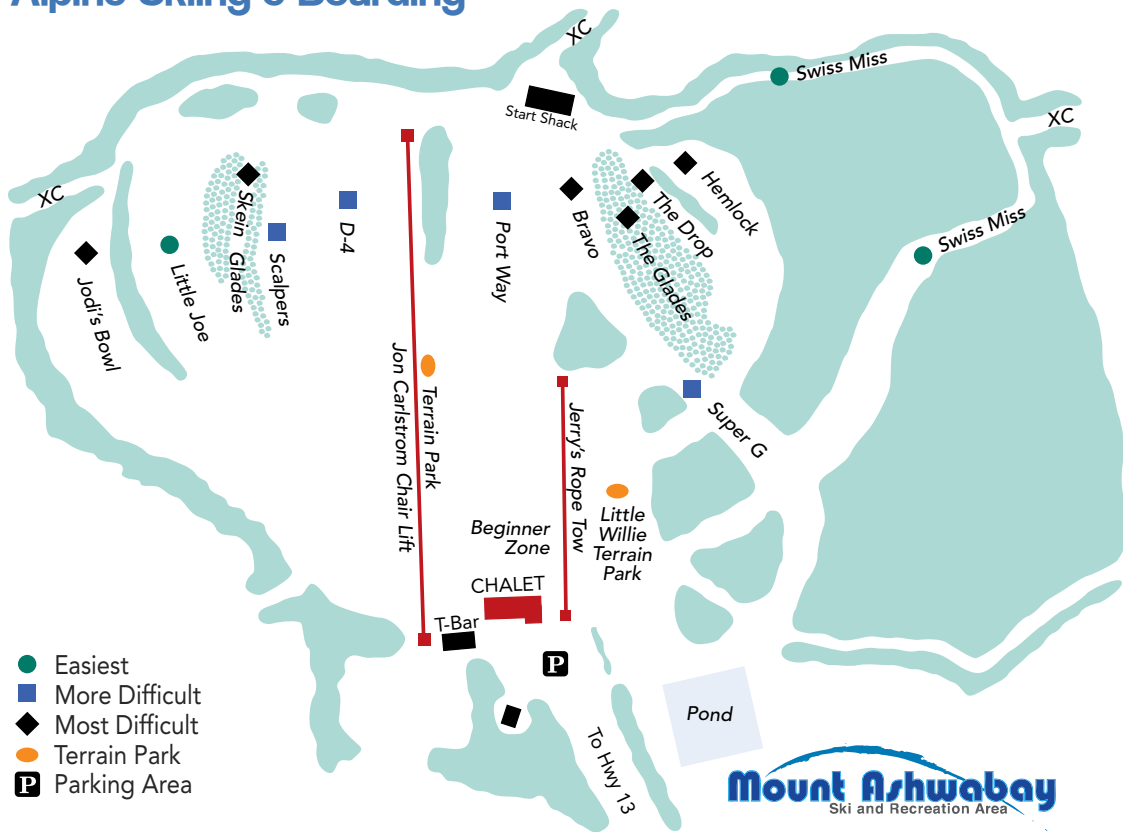 Alpine Skiing & Boarding
XC
Swiss Miss
Start Shack
XC
XC
Hemlock
The Drop
Bravo
The Glades
Port Way
D-4
Skein Glades
Scalpers
Little Joe
Jodi's Bowl
Swiss Miss
Jon Carlstrom Chair Lift
Terrain Park
Jerry's Rope Tow
Super G
Beginner
Zone
Little
Willie
Terrain
Park
CHALET
T-Bar
P
Easiest
More Difficult
Most Difficult
Terrain Park
P Parking Area
To Hwy 13
Pond
Mount Ashwabay
Ski and Recreation Area